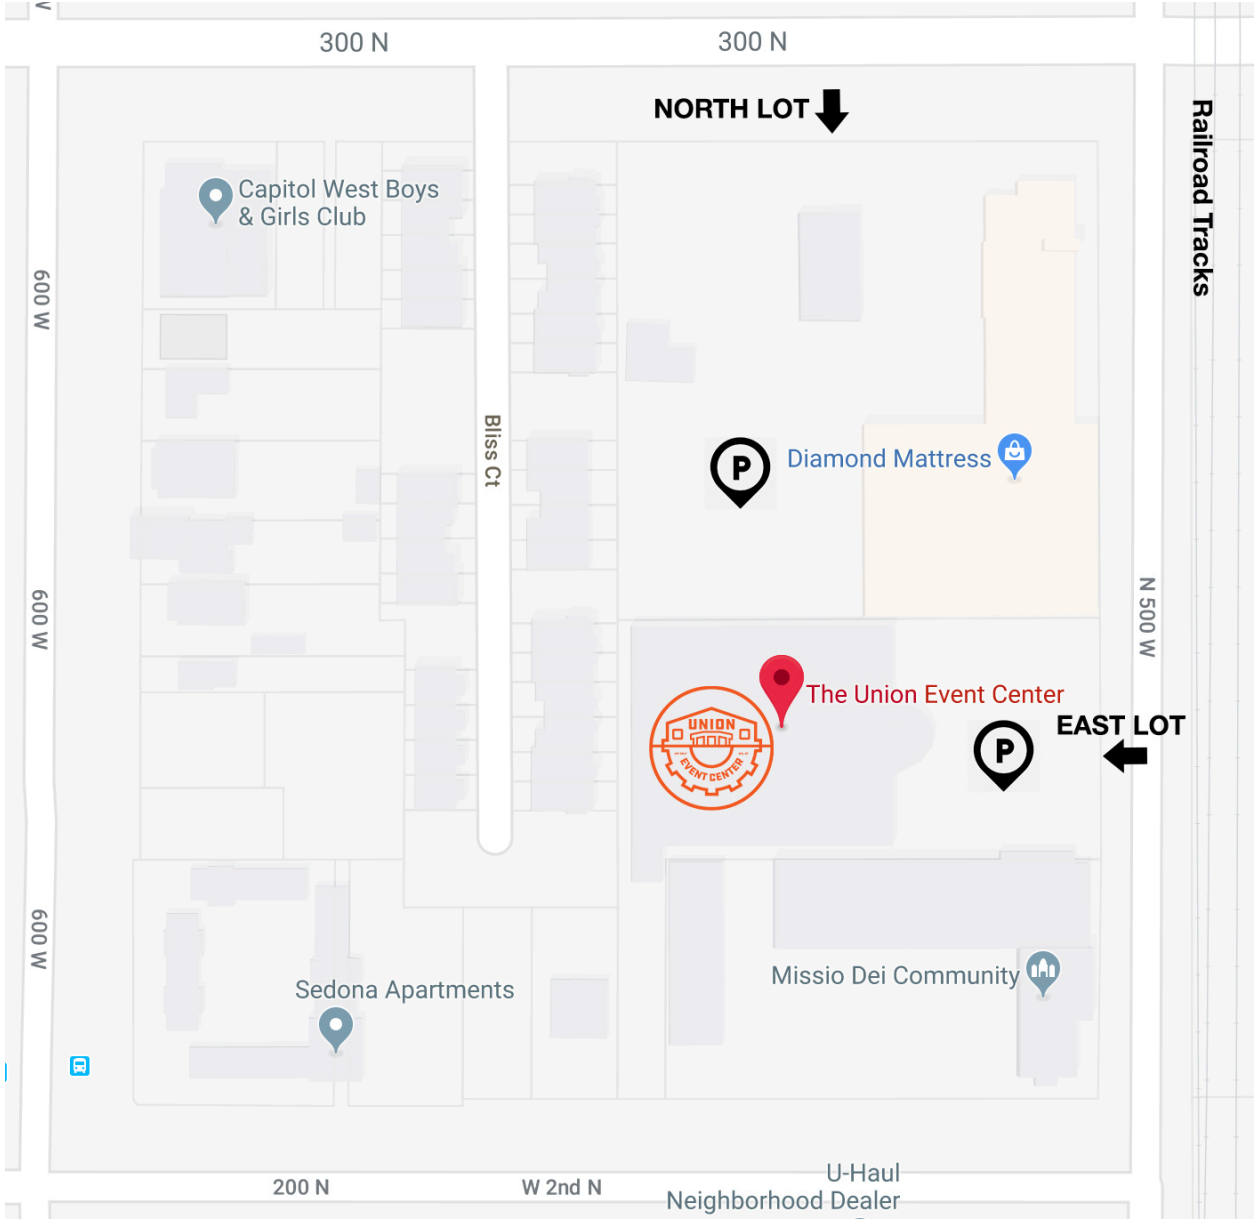 W
300 N
300 N
NORTH LOT
Railroad Tracks
Capitol West Boys
& Girls Club
600 W
Bliss Ct
P
Diamond Mattress
600 W
N 500 W
The Union Event Center
UNION
EVENT CENTER
EAST LOT
P
600 W
Missio Dei Community
Sedona Apartments
200 N
W 2nd N
U-Haul
Neighborhood Dealer